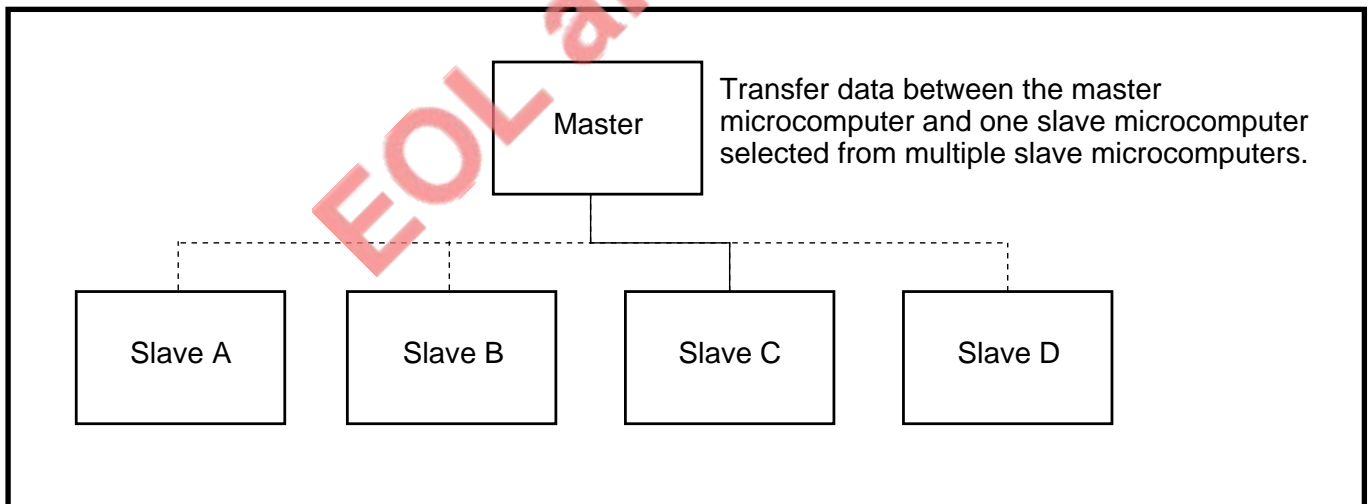 EOL a
Master
Transfer data between the master
microcomputer and one slave microcomputer
selected from multiple slave microcomputers.
Slave A
Slave B
Slave C
Slave D